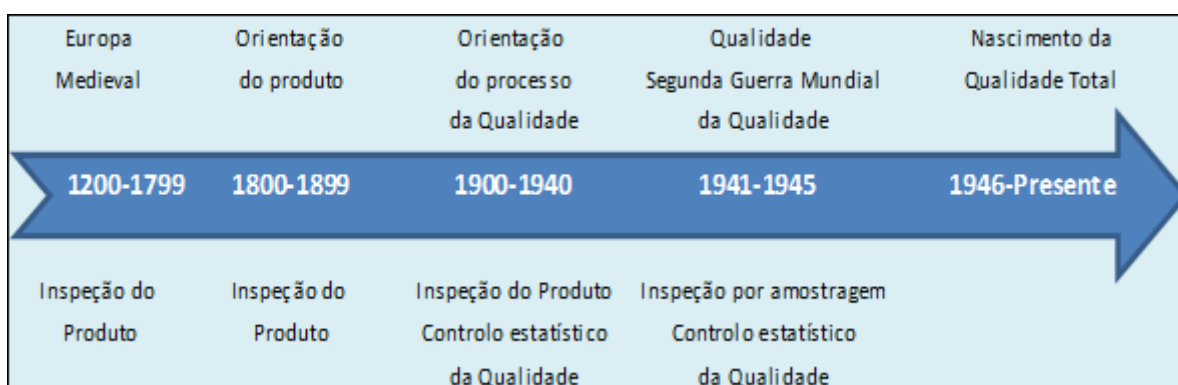 Europa
Medieval
Orientação
do produto
Orientação
do processo
da Qualidade
Qualidade
Segunda Guerra Mundial
da Qualidade
Nascimento da
Qualidade Total
1200-1799
1800-1899
1900-1940
1941-1945
1946-Presente
Inspeção do
Produto
Inspeção do
Produto
Inspeção do Produto
Controlo estatístico
da Qualidade
Inspeção por amostragem
Controlo estatístico
da Qualidade